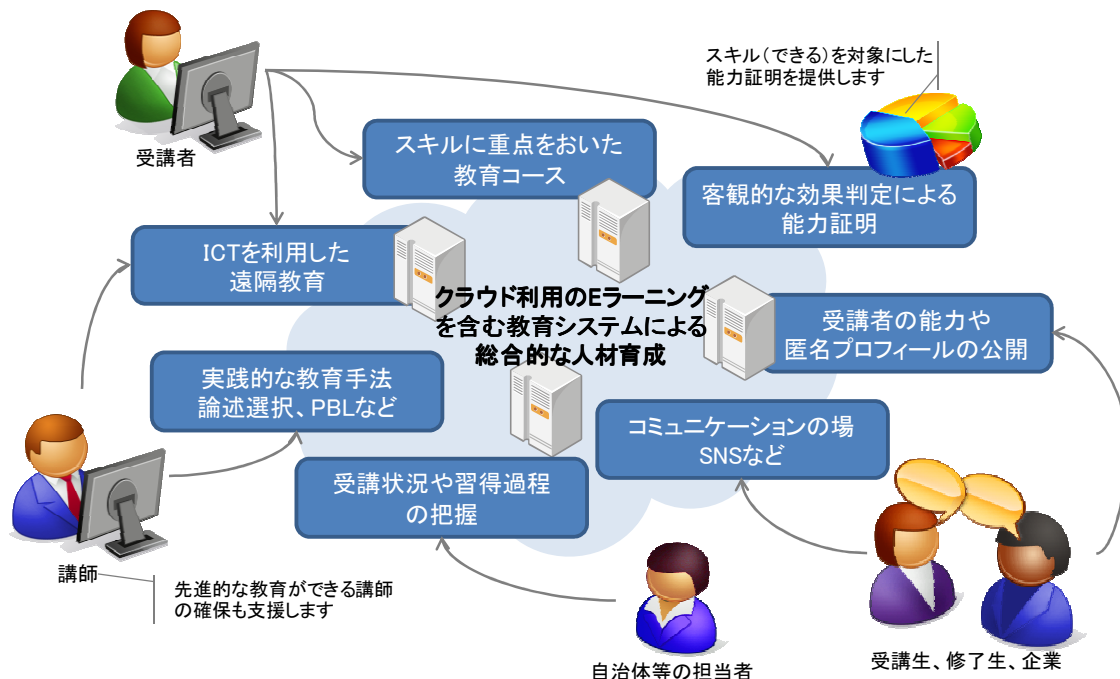 スキル（できる）を対象にした
能力証明を提供します
受講者
スキルに重点をおいた
教育コース
客観的な効果判定による
能力証明
ICTを利用した
遠隔教育
クラウド利用のEラーニング
を含む教育システムによる
総合的な人材育成
受講者の能力や
匿名プロフィールの公開
実践的な教育手法
論述選択、PBLなど
コミュニケーションの場
SNSなど
受講状況や習得過程
の把握
講師
先進的な教育ができる講師
の確保も支援します
自治体等の担当者
受講生、修了生、企業